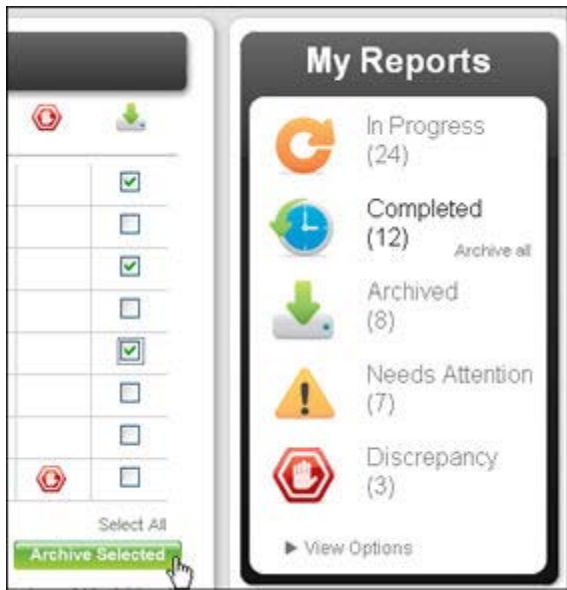 Select All
Archive Selected
My Reports
In Progress
(24)
Completed
(12)
Archive all
Archived
(8)
Needs Attention
(7)
Discrepancy
(3)
▶ View Options